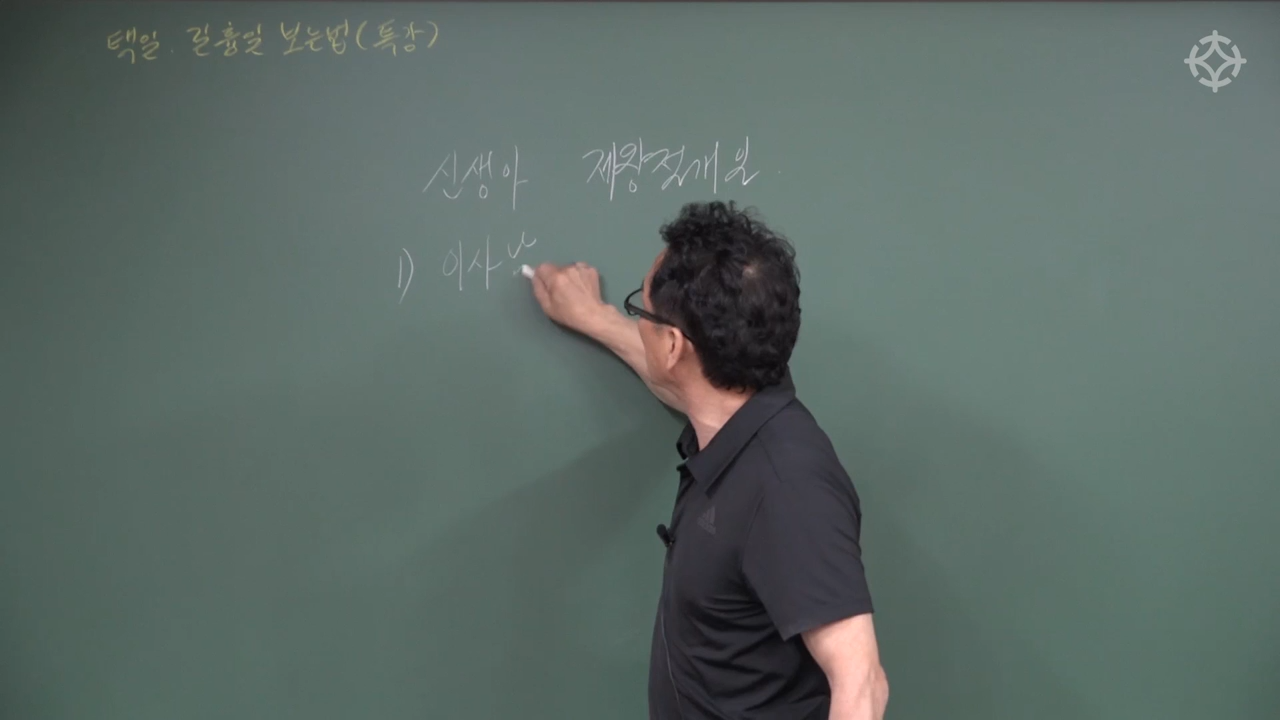 택일. 길흉일 보는법(특강)
신생아 제왕절개일.
1) 이사